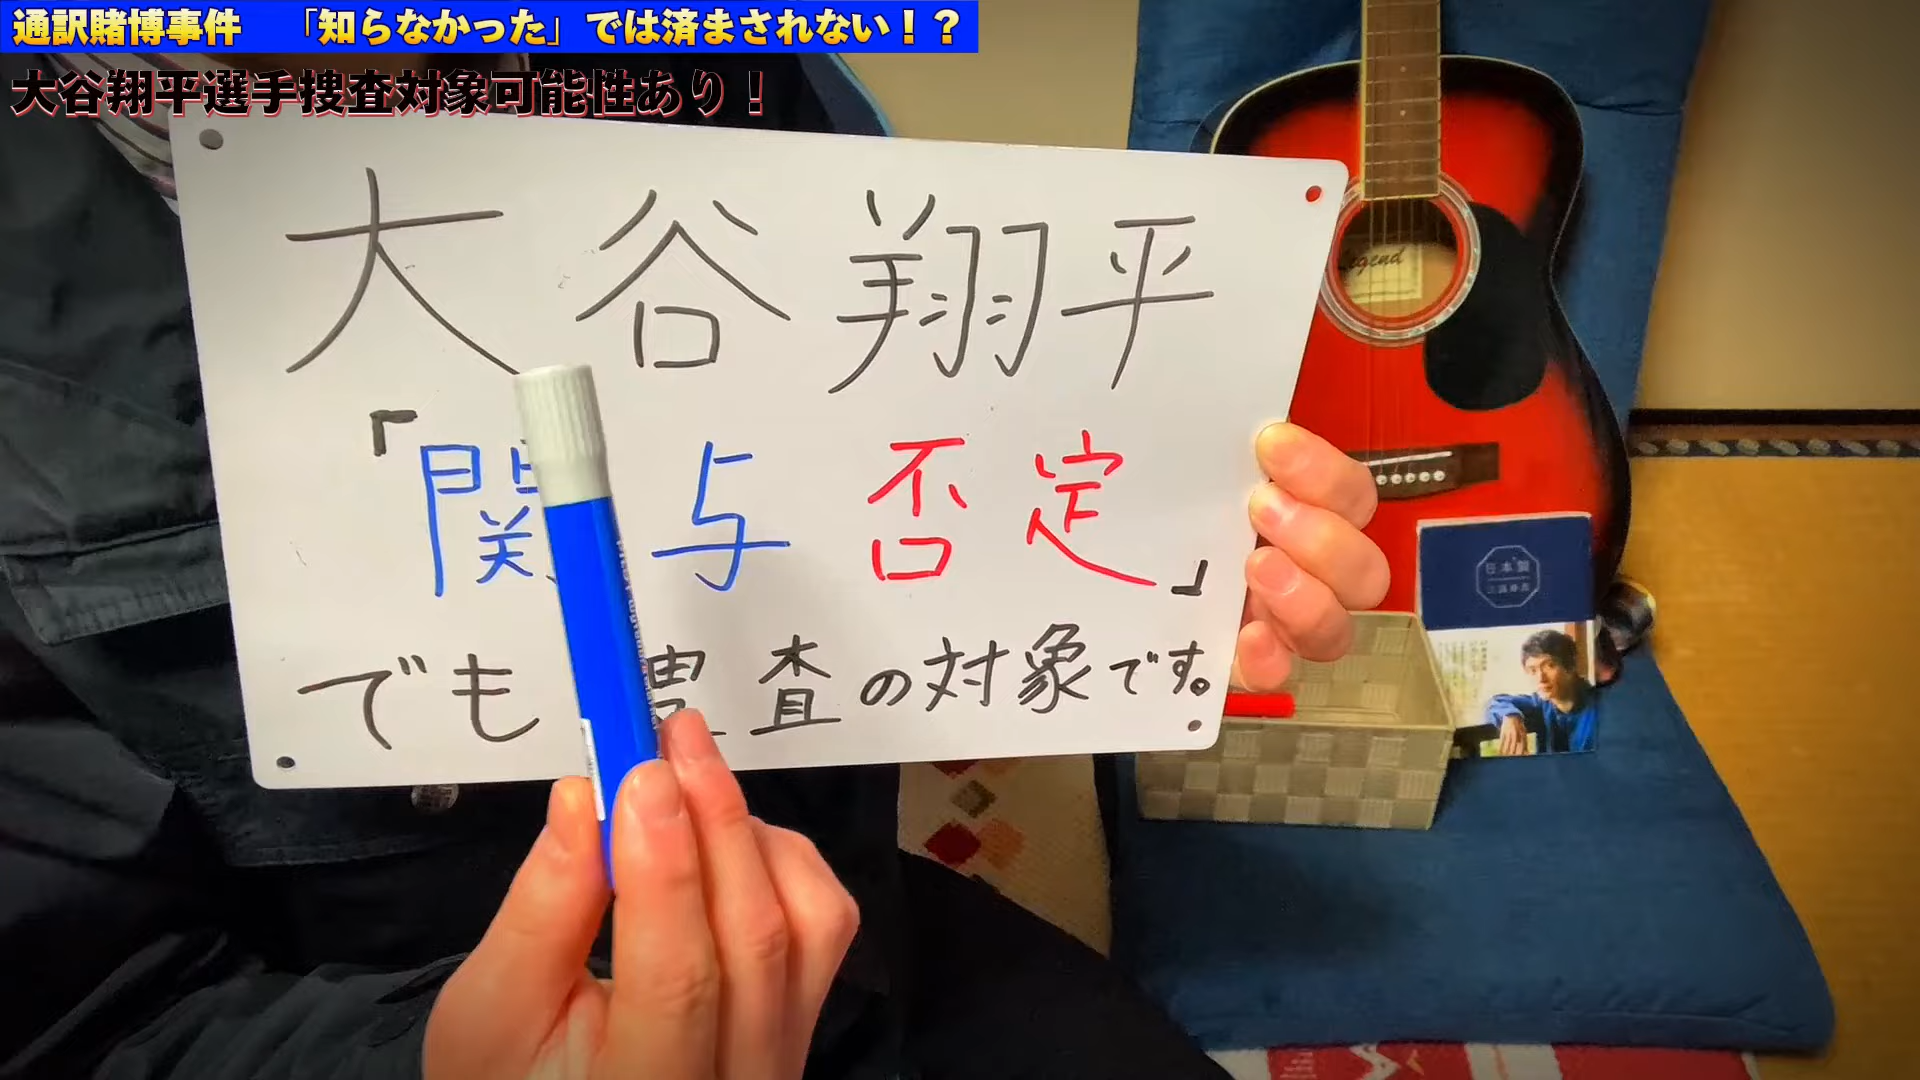 通訳賭博事件 「知らなかった」では済まされない！？
大谷翔平選手捜査対象可能性あり！
大谷翔平
「関与否定」
でも捜査の対象です。
Legend
日本製